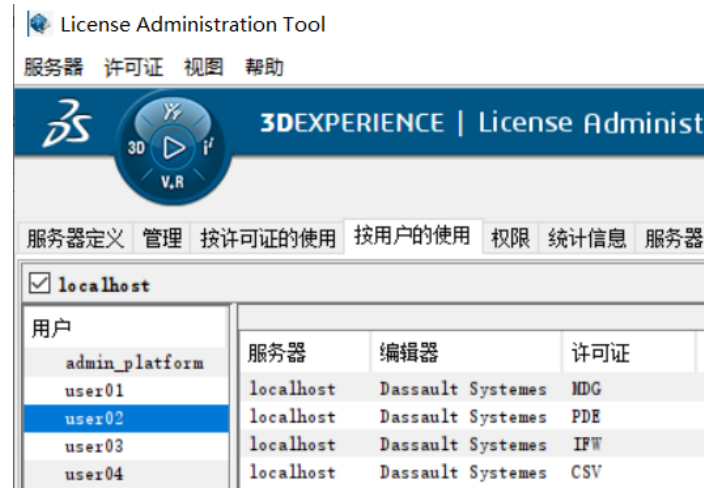 License Administration Tool
服务器 许可证 视图 帮助
3DS 3D Y_f i^f V.R 3DEXPERIENCE | License Administ
服务器定义 管理 按许可证的使用 按用户的使用 权限 统计信息 服务器
localhost
用户
服务器 编辑器 许可证
admin_platform
user01 localhost Dassault Systemes MDG
user02 localhost Dassault Systemes PDE
user03 localhost Dassault Systemes IFW
user04 localhost Dassault Systemes CSV